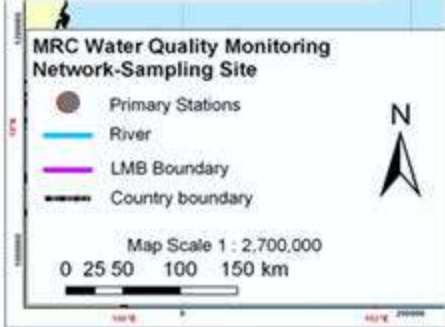 MRC Water Quality Monitoring
Network-Sampling Site
Primary Stations
River
LMB Boundary
Country boundary
N
Map Scale 1 : 2,700,000
0 25 50 100 150 km
0